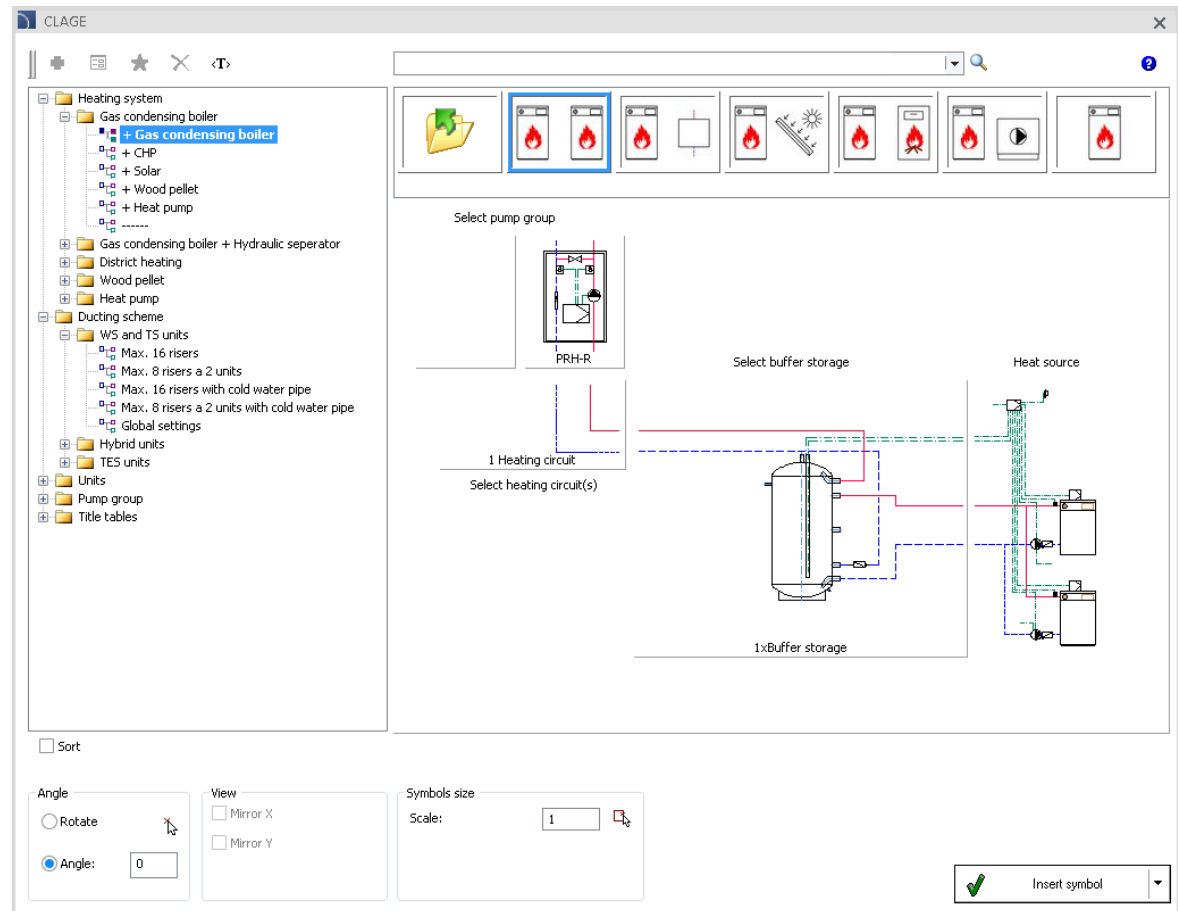 CLAGE
<T>
Heating system
Gas condensing boiler
+ Gas condensing boiler
+ CHP
+ Solar
+ Wood pellet
+ Heat pump
------
Gas condensing boiler + Hydraulic seperator
District heating
Wood pellet
Heat pump
Ducting scheme
WS and TS units
Max. 16 risers
Max. 8 risers a 2 units
Max. 16 risers with cold water pipe
Max. 8 risers a 2 units with cold water pipe
Global settings
Hybrid units
TES units
Units
Pump group
Title tables
Select pump group
PRH-R
Select buffer storage
Heat source
1 Heating circuit
Select heating circuit(s)
1xBuffer storage
Sort
Angle
Rotate
Angle: 0
View
Mirror X
Mirror Y
Symbols size
Scale: 1
Insert symbol